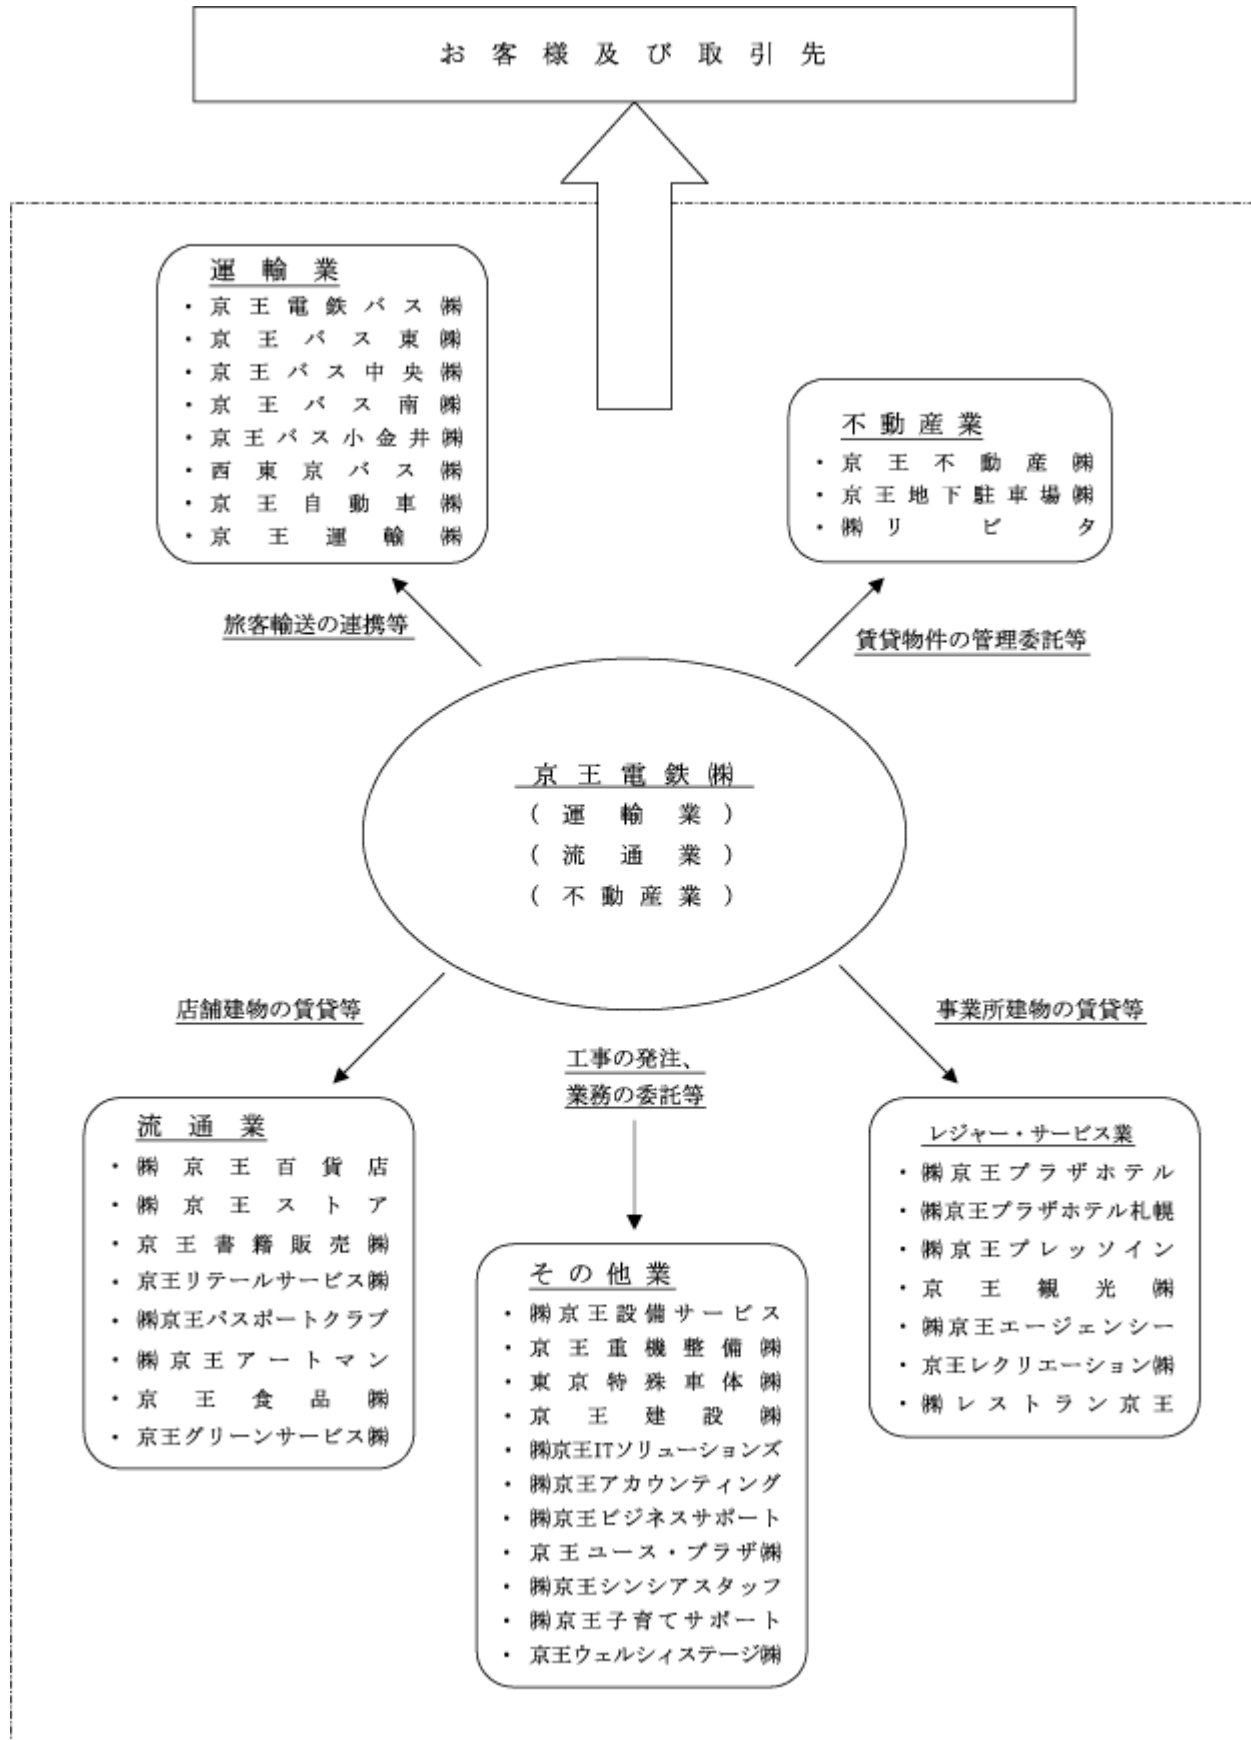 お客様及び取引先
運輸業
・京王電鉄バス㈱
・京王バス東㈱
・京王バス中央㈱
・京王バス南㈱
・京王バス小金井㈱
・西東京バス㈱
・京王自動車㈱
・京王運輸㈱
不動産業
・京王不動産㈱
・京王地下駐車場㈱
・㈱リビタ
旅客輸送の連携等
賃貸物件の管理委託等
京王電鉄㈱
(運輸業)
(流通業)
(不動産業)
店舗建物の賃貸等
工事の発注、
業務の委託等
事業所建物の賃貸等
流通業
・㈱京王百貨店
・㈱京王ストア
・京王書籍販売㈱
・京王リテールサービス㈱
・㈱京王パスポートクラブ
・㈱京王アートマン
・京王食品㈱
・京王グリーンサービス㈱
その他業
・㈱京王設備サービス
・京王重機整備㈱
・東京特殊車体㈱
・京王建設㈱
・㈱京王ITソリューションズ
・㈱京王アカウンティング
・㈱京王ビジネスサポート
・京王ユース・プラザ㈱
・㈱京王シンシアスタッフ
・㈱京王子育てサポート
・京王ウェルシィステージ㈱
レジャー・サービス業
・㈱京王プラザホテル
・㈱京王プラザホテル札幌
・㈱京王プレッソイン
・京王観光㈱
・㈱京王エージェンシー
・京王レクリエーション㈱
・㈱レストラン京王